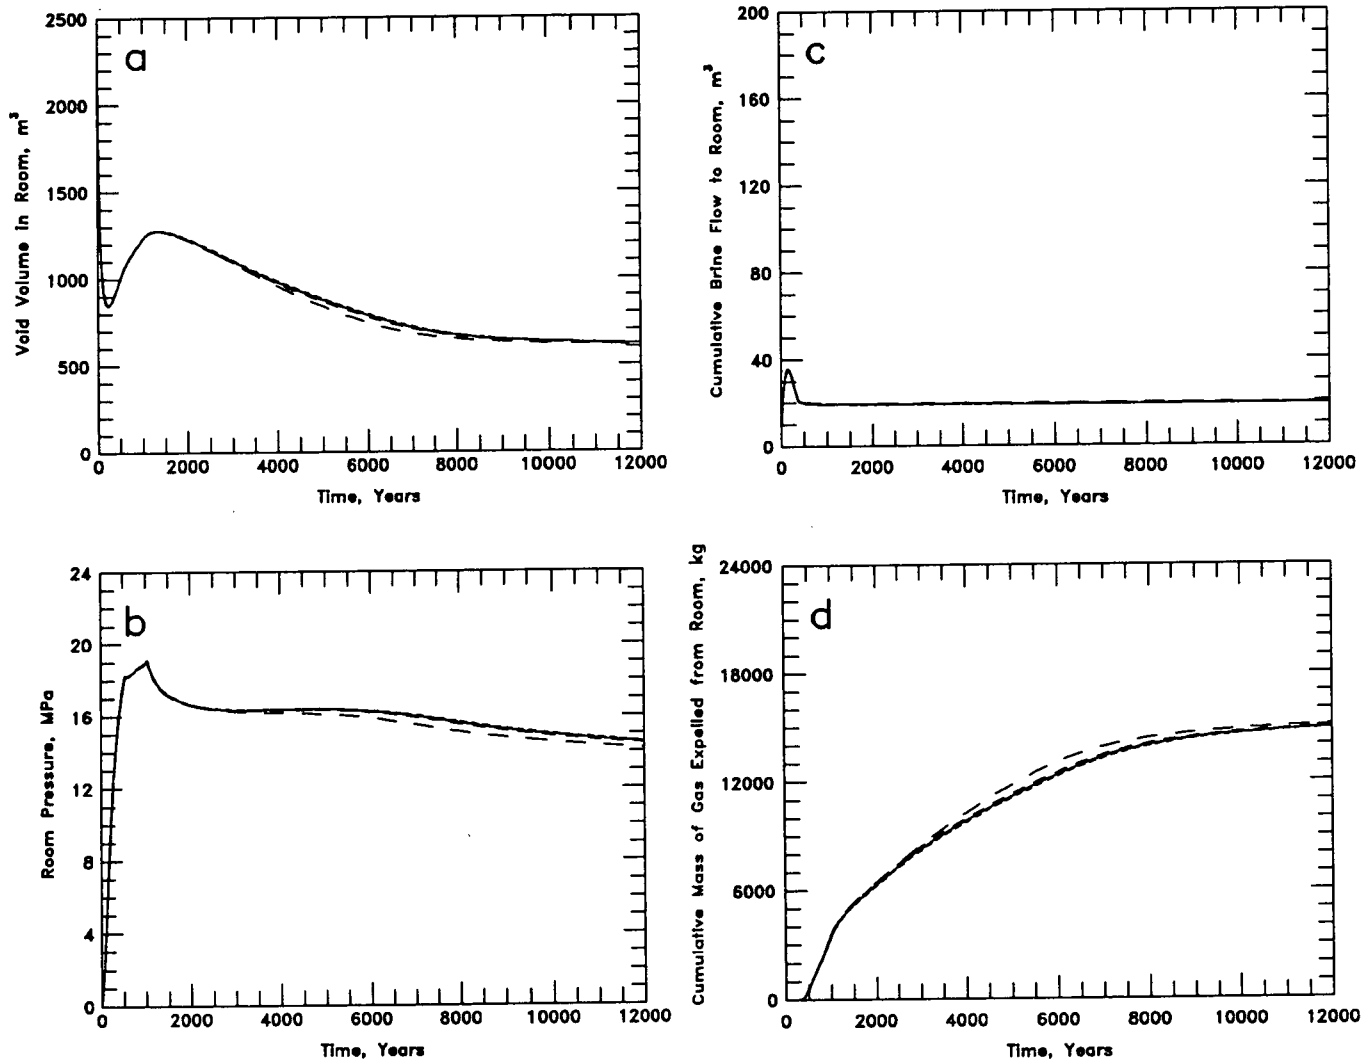 a
Void Volume in Room, m³
2500
2000
1500
1000
500
0
0 2000 4000 6000 8000 10000 12000
Time, Years
c
Cumulative Brine Flow to Room, m³
200
160
120
80
40
0
0 2000 4000 6000 8000 10000 12000
Time, Years
b
Room Pressure, MPa
24
20
16
12
8
4
0
0 2000 4000 6000 8000 10000 12000
Time, Years
d
Cumulative Mass of Gas Expelled from Room, kg
24000
18000
12000
6000
0
0 2000 4000 6000 8000 10000 12000
Time, Years